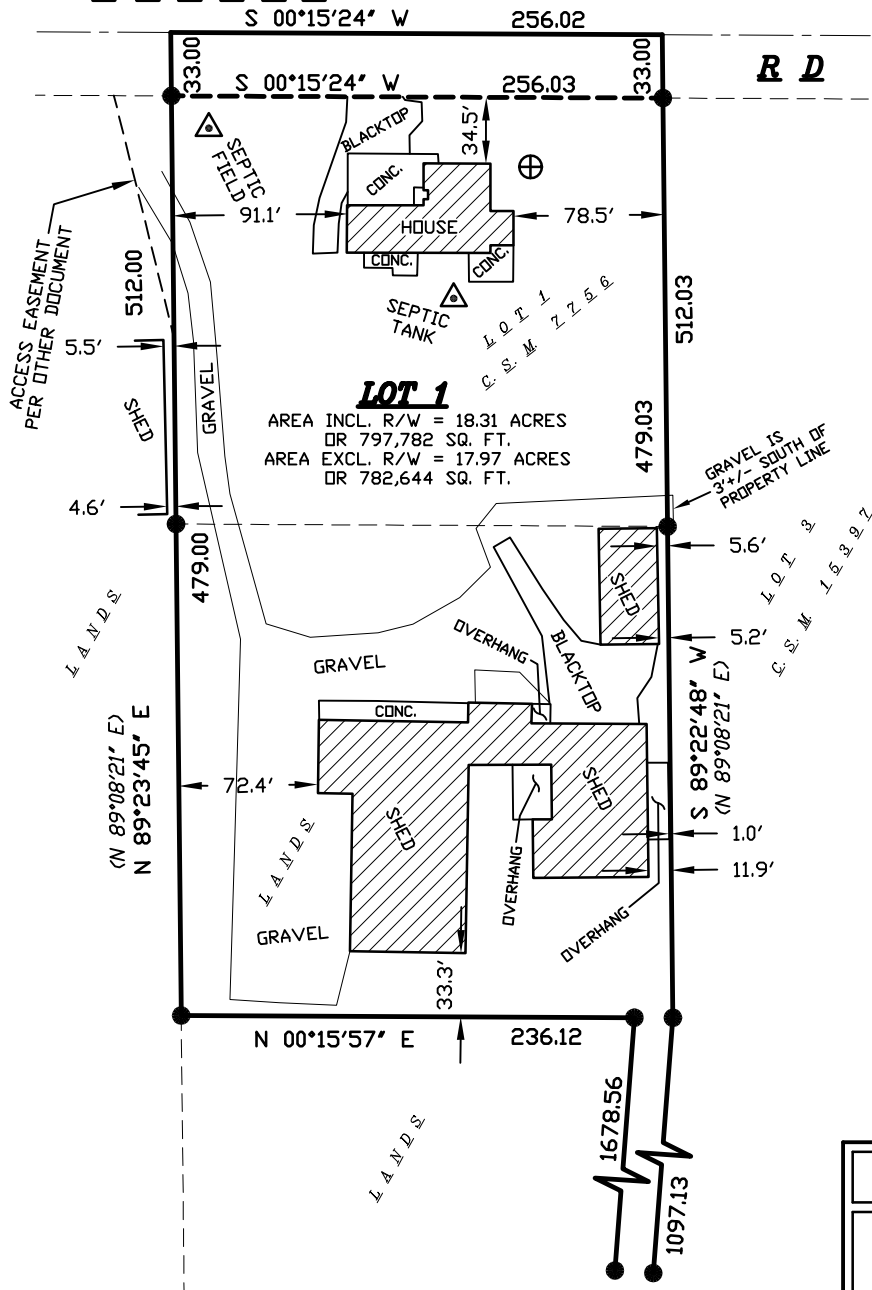 S 00°15'24" W 256.02
33.00
33.00
R D
S 00°15'24" W 256.03
BLACKTOP
34.5'
SEPTIC
FIELD
CONC.
91.1'
HOUSE
78.5'
CONC.
CONC.
ACCESS EASEMENT
PER OTHER DOCUMENT
512.00
SEPTIC
TANK
LOT 1
C. S. M. 7756
512.03
5.5'
SHED
GRAVEL
LOT 1
AREA INCL. R/W = 18.31 ACRES
OR 797,782 SQ. FT.
AREA EXCL. R/W = 17.97 ACRES
OR 782,644 SQ. FT.
479.03
GRAVEL IS
3'+/- SOUTH OF
PROPERTY LINE
4.6'
479.00
5.6'
SHED
LOT 3
C. S. M. 15397
LANDS
5.2'
OVERHANG
BLACKTOP
GRAVEL
CONC.
S 89°22'48" W
(N 89°08'21" E)
(N 89°08'21" E)
N 89°23'45" E
72.4'
SHED
SHED
LANDS
OVERHANG
1.0'
11.9'
OVERHANG
GRAVEL
33.3'
N 00°15'57" E 236.12
LANDS
1678.56
1097.13